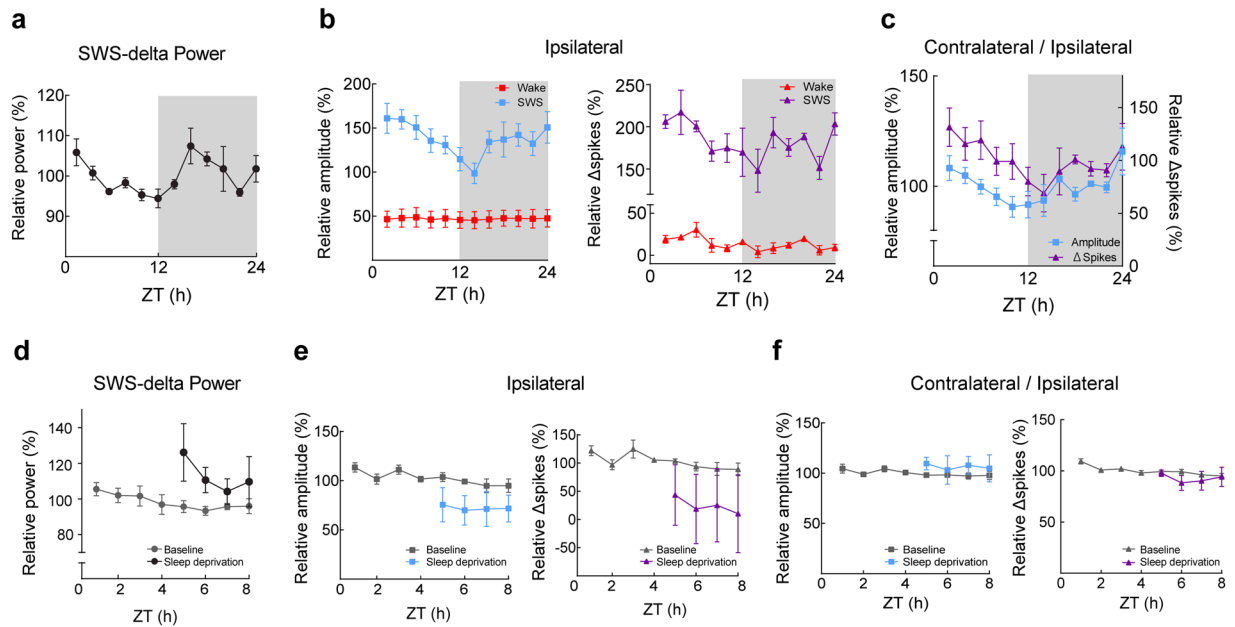 a
SWS-delta Power
Relative power (%)
120
110
100
90
0
12
24
ZT (h)
b
Ipsilateral
Relative amplitude (%)
200
150
100
50
0
12
24
ZT (h)
Wake
SWS
Relative Δspikes (%)
250
200
150
50
0
0
12
24
ZT (h)
Wake
SWS
c
Contralateral / Ipsilateral
Relative amplitude (%)
150
100
0
12
24
ZT (h)
150
100
50
0
Relative Δspikes (%)
Amplitude
Δ Spikes
d
SWS-delta Power
Relative power (%)
140
120
100
80
0
2
4
6
8
ZT (h)
Baseline
Sleep deprivation
e
Ipsilateral
Relative amplitude (%)
150
100
50
0
2
4
6
8
ZT (h)
Baseline
Sleep deprivation
Relative Δspikes (%)
150
100
50
0
-50
0
2
4
6
8
ZT (h)
Baseline
Sleep deprivation
f
Contralateral / Ipsilateral
Relative amplitude (%)
150
100
50
0
2
4
6
8
ZT (h)
Baseline
Sleep deprivation
Relative Δspikes (%)
150
100
50
0
2
4
6
8
ZT (h)
Baseline
Sleep deprivation